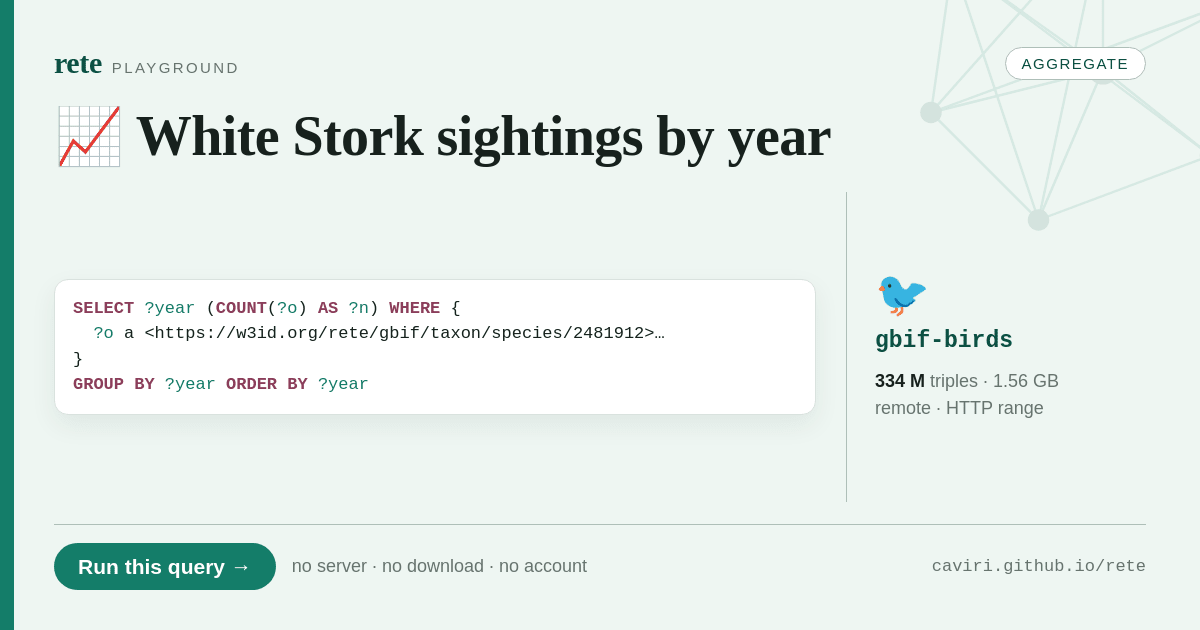 rete PLAYGROUND
AGGREGATE
📈 White Stork sightings by year
SELECT ?year (COUNT(?o) AS ?n) WHERE {
  ?o a <https://w3id.org/rete/gbif/taxon/species/2481912>…
}
GROUP BY ?year ORDER BY ?year
gbif-birds
334 M triples · 1.56 GB
remote · HTTP range
Run this query →
no server · no download · no account
caviri.github.io/rete